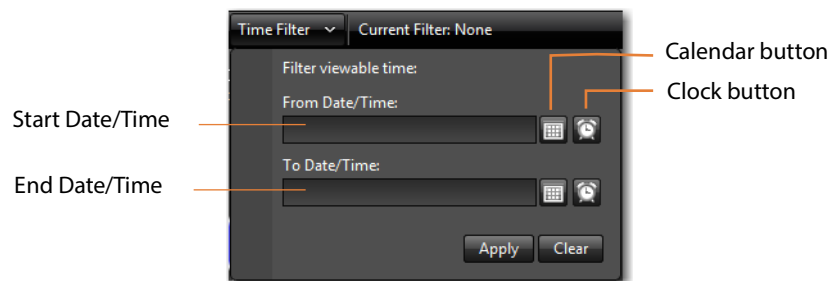 Time Filter Current Filter: None
Filter viewable time:
Calendar button
From Date/Time:
Clock button
Start Date/Time
To Date/Time:
End Date/Time
Apply Clear